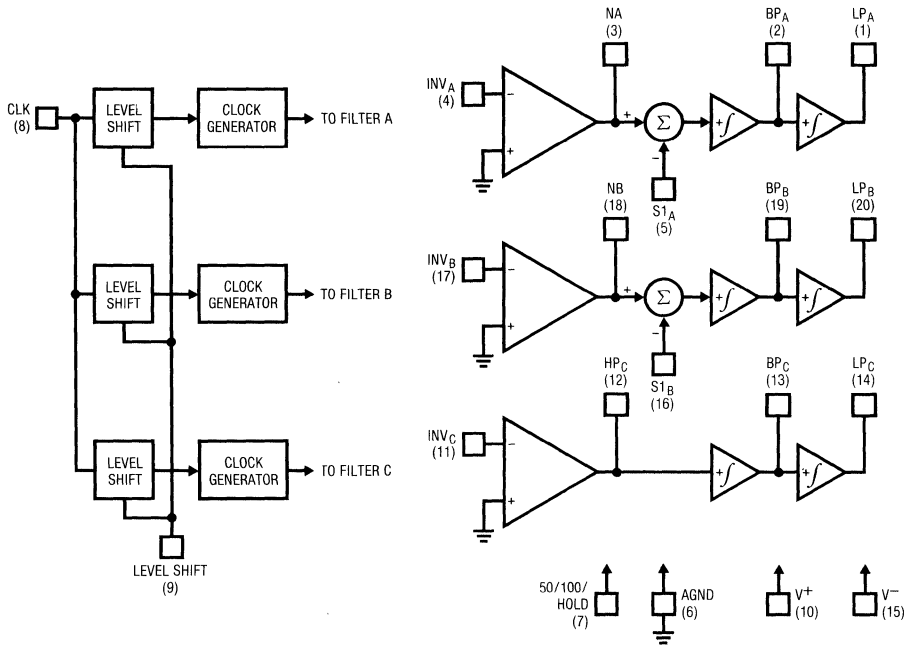 CLK
(8)
LEVEL
SHIFT
CLOCK
GENERATOR
TO FILTER A
LEVEL
SHIFT
CLOCK
GENERATOR
TO FILTER B
LEVEL
SHIFT
CLOCK
GENERATOR
TO FILTER C
LEVEL SHIFT
(9)
NA
(3)
BPA
(2)
LPA
(1)
INVA
(4)
−
+
+
Σ
−
+∫
+∫
S1A
(5)
NB
(18)
BPB
(19)
LPB
(20)
INVB
(17)
−
+
+
Σ
−
+∫
+∫
S1B
(16)
HPC
(12)
BPC
(13)
LPC
(14)
INVC
(11)
−
+
+∫
+∫
50/100/
HOLD
(7)
AGND
(6)
V+
(10)
V−
(15)